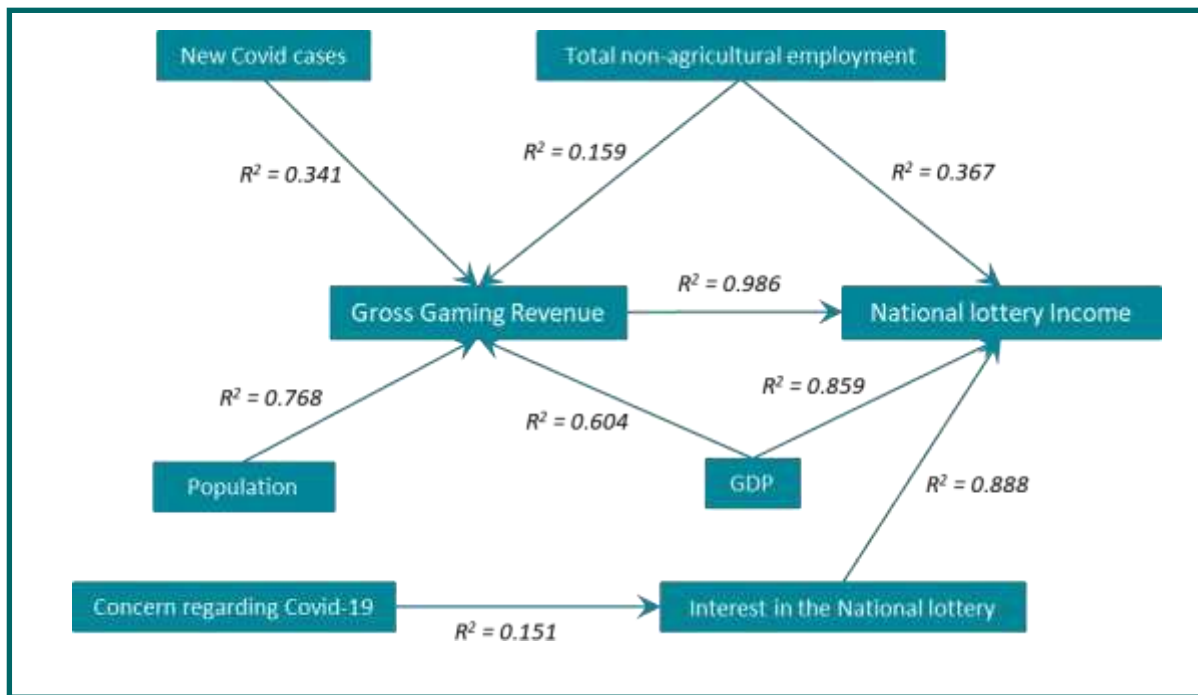 New Covid cases
Total non-agricultural employment
R² = 0.341
R² = 0.159
R² = 0.367
Gross Gaming Revenue
R² = 0.986
National lottery Income
R² = 0.768
R² = 0.604
R² = 0.859
Population
GDP
R² = 0.888
Concern regarding Covid-19
R² = 0.151
Interest in the National lottery